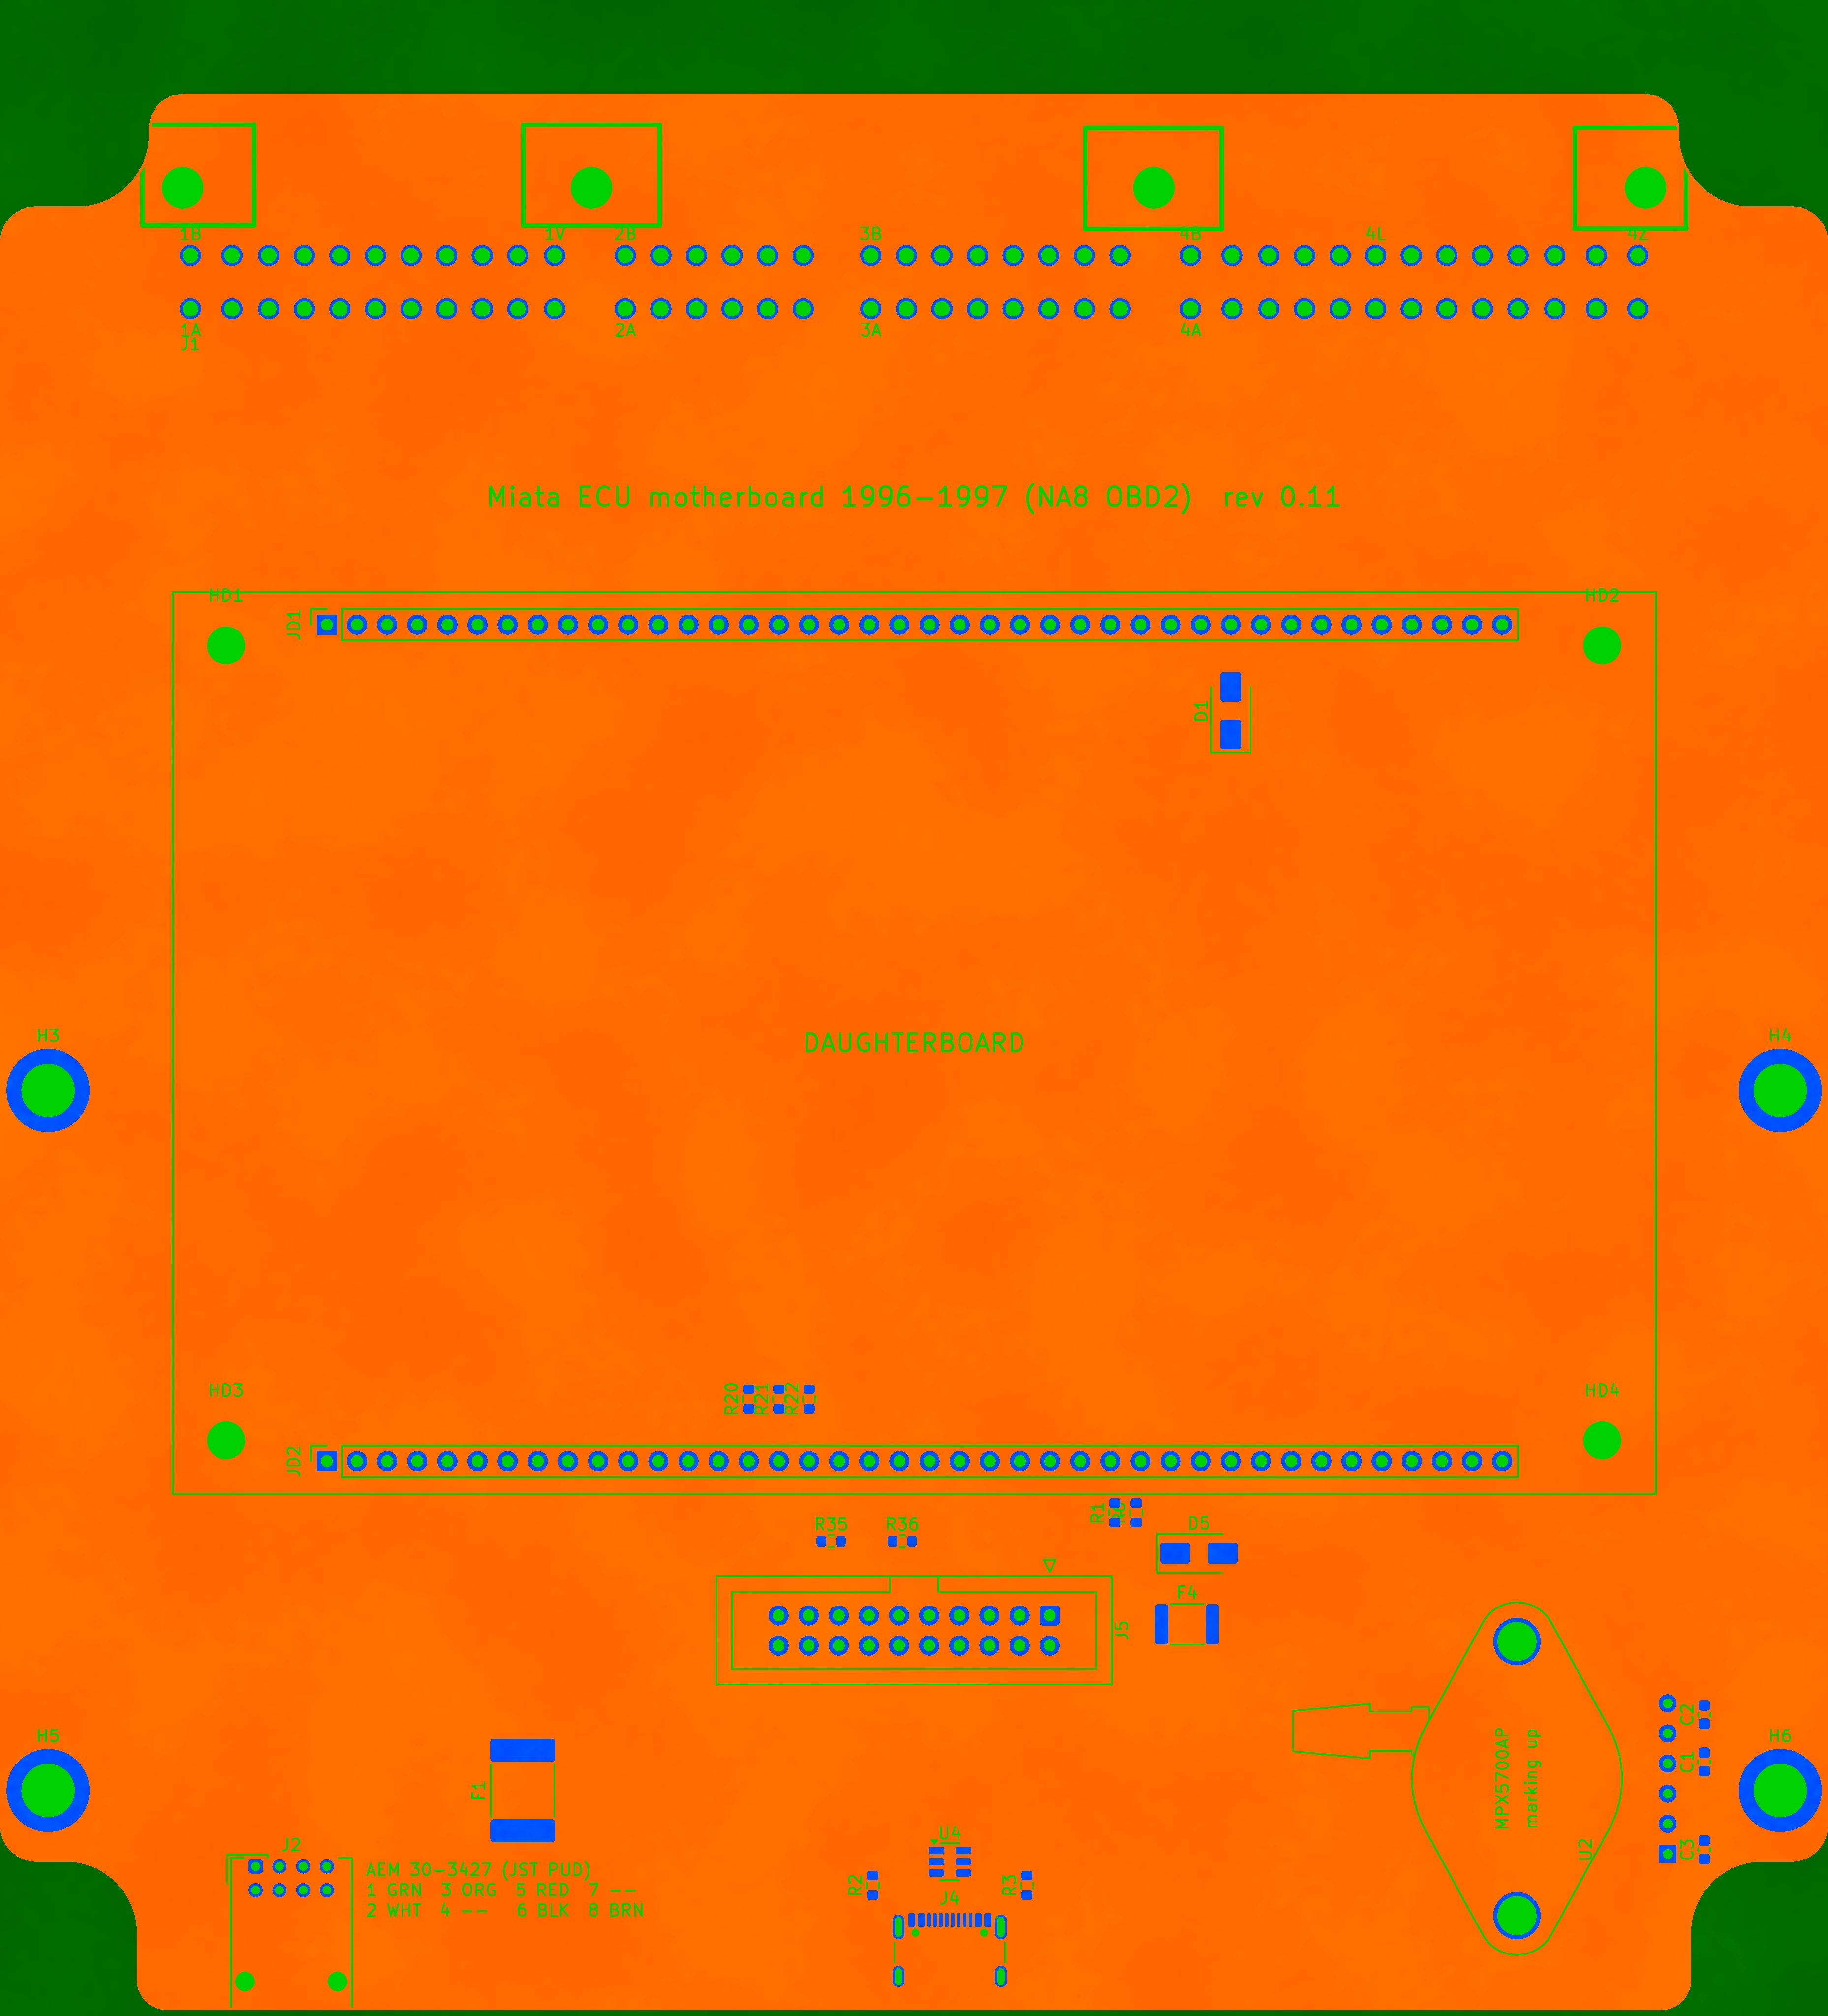 1B 1V 2B 3B 4B 4L 4Z
1A 2A 3A 4A
J1
Miata ECU motherboard 1996-1997 (NA8 OBD2) rev 0.11
HD1 HD2
JD1
D1
H3 DAUGHTERBOARD H4
HD3 HD4
R20 R21 R22
JD2
R1
R35 R36 D5
F4
J5
H5 H6
C2
MPX5700AP
marking up
C1
F1
U4
J2
U2
C3
AEM 30-3427 (JST PUD)
1 GRN 3 ORG 5 RED 7 --
2 WHT 4 -- 6 BLK 8 BRN
R2 R3
J4